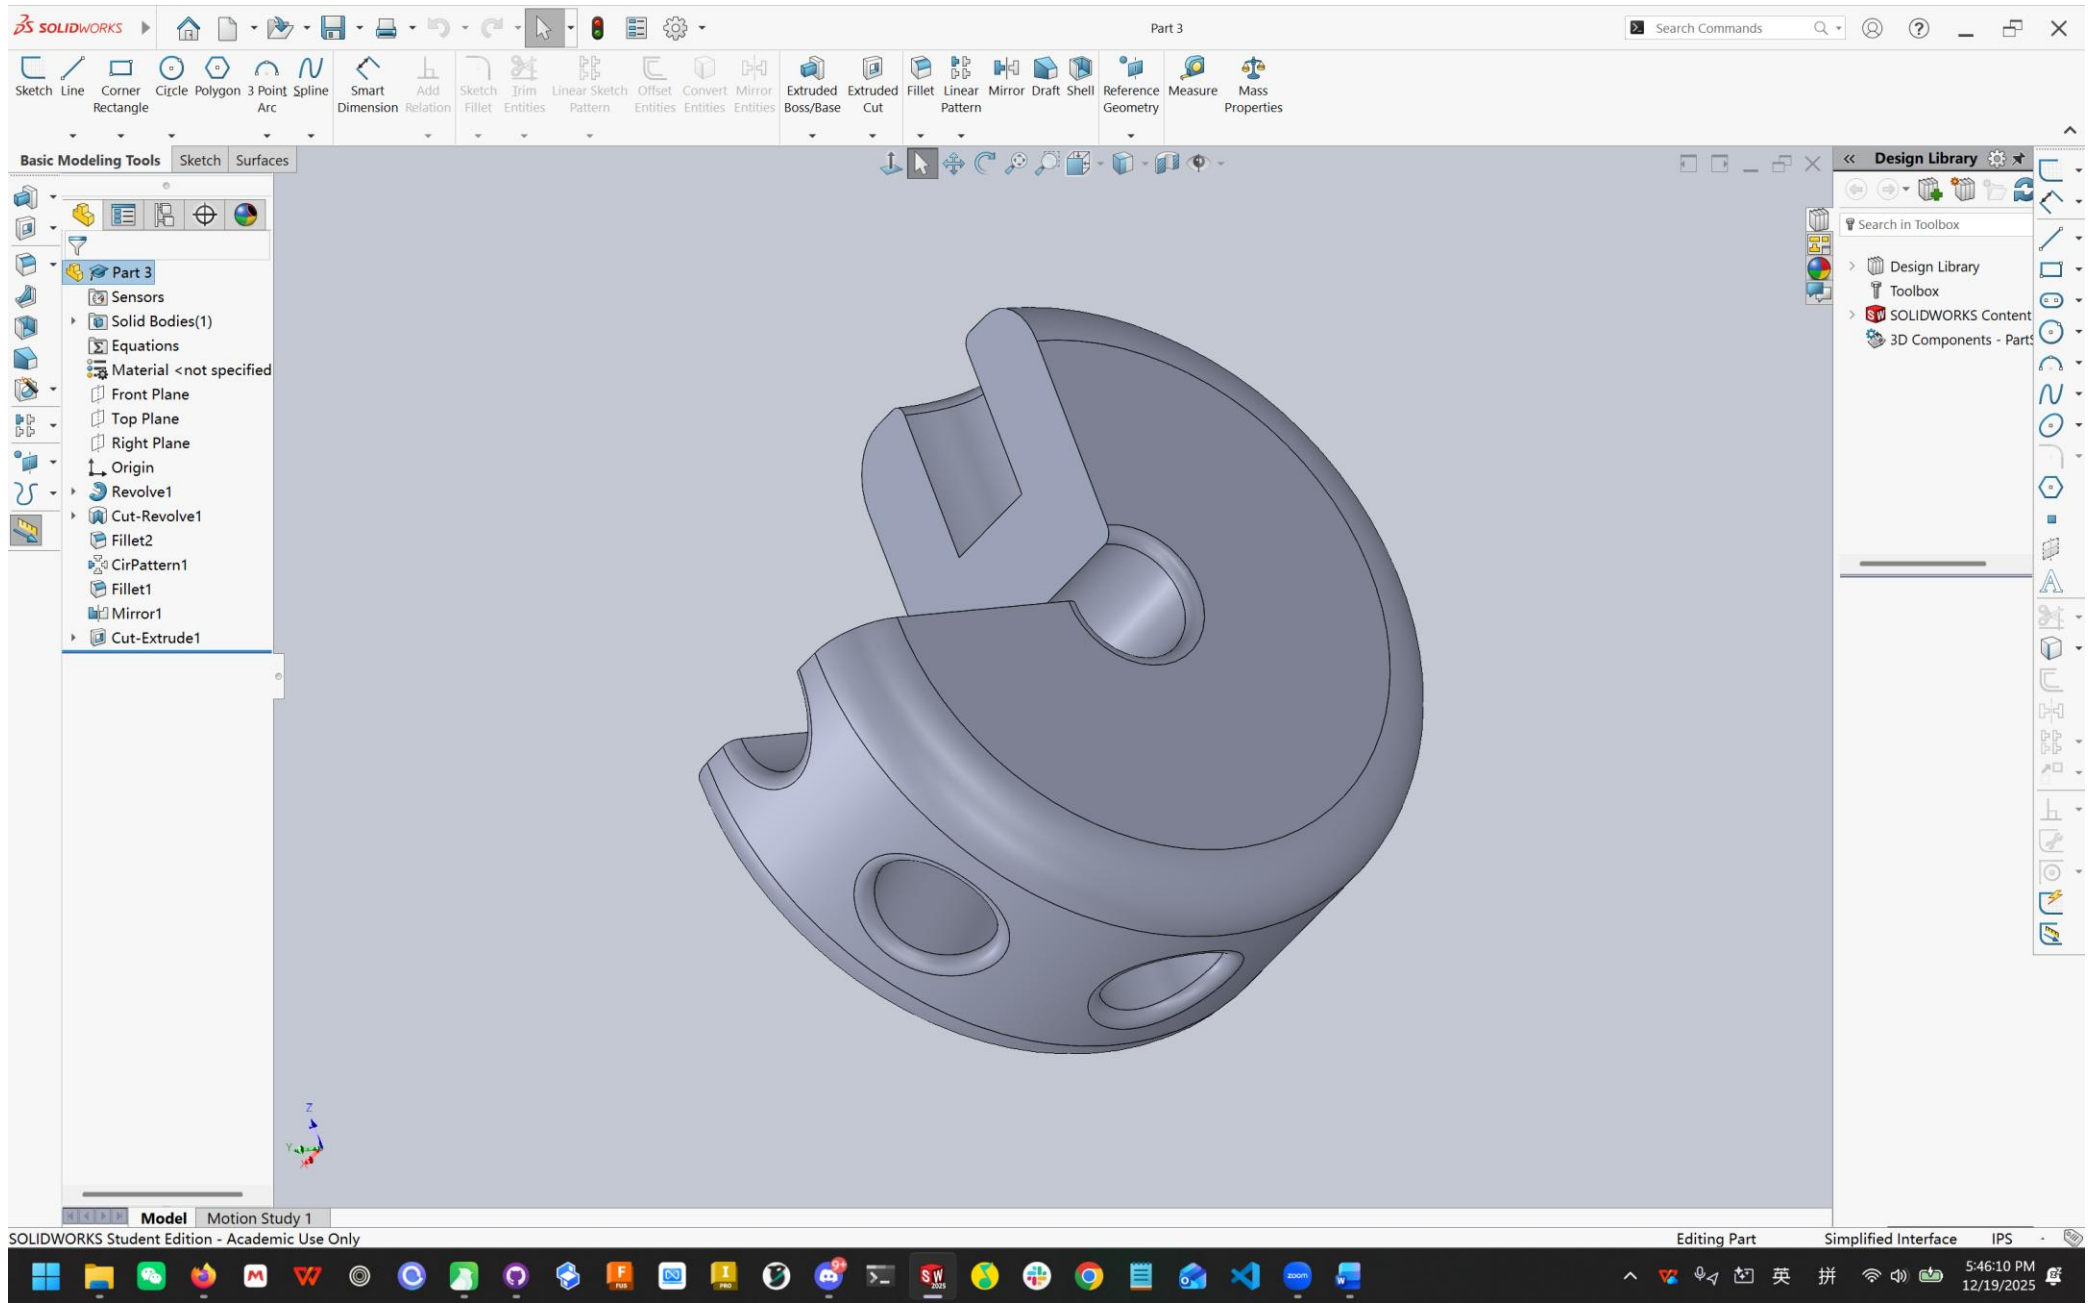 SOLIDWORKS
Part 3
Search Commands
Sketch Line Corner Rectangle Circle Polygon 3 Point Arc Spline Smart Dimension Add Relation Sketch Fillet Trim Entities Linear Sketch Pattern Offset Entities Convert Entities Mirror Entities Extruded Boss/Base Extruded Cut Fillet Linear Pattern Mirror Draft Shell Reference Geometry Measure Mass Properties
Basic Modeling Tools Sketch Surfaces
Design Library
Search in Toolbox
Design Library
Toolbox
SOLIDWORKS Content
3D Components - Part
Part 3
Sensors
Solid Bodies(1)
Equations
Material <not specified
Front Plane
Top Plane
Right Plane
Origin
Revolve1
Cut-Revolve1
Fillet2
CirPattern1
Fillet1
Mirror1
Cut-Extrude1
Z
Y
X
Model Motion Study 1
SOLIDWORKS Student Edition - Academic Use Only
Editing Part Simplified Interface IPS
英 拼
5:46:10 PM
12/19/2025